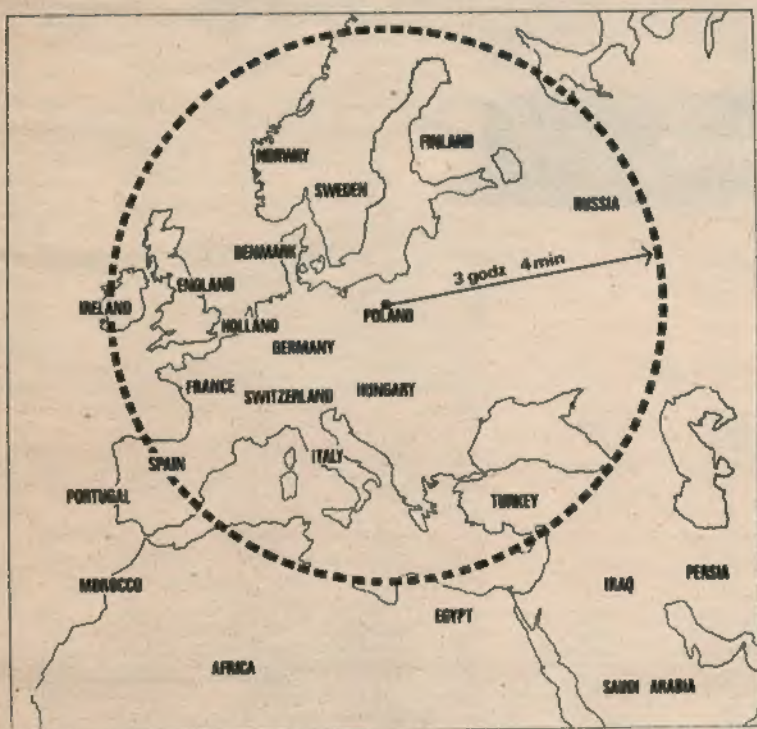 NORWAY
FINLAND
SWEDEN
RUSSIA
DENMARK
3 godz 4 min
ENGLAND
IRELAND
HOLLAND
POLAND
GERMANY
FRANCE
SWITZERLAND
HUNGARY
ITALY
SPAIN
PORTUGAL
TURKEY
MOROCCO
IRAQ
PERSIA
EGYPT
AFRICA
SAUDI ARABIA